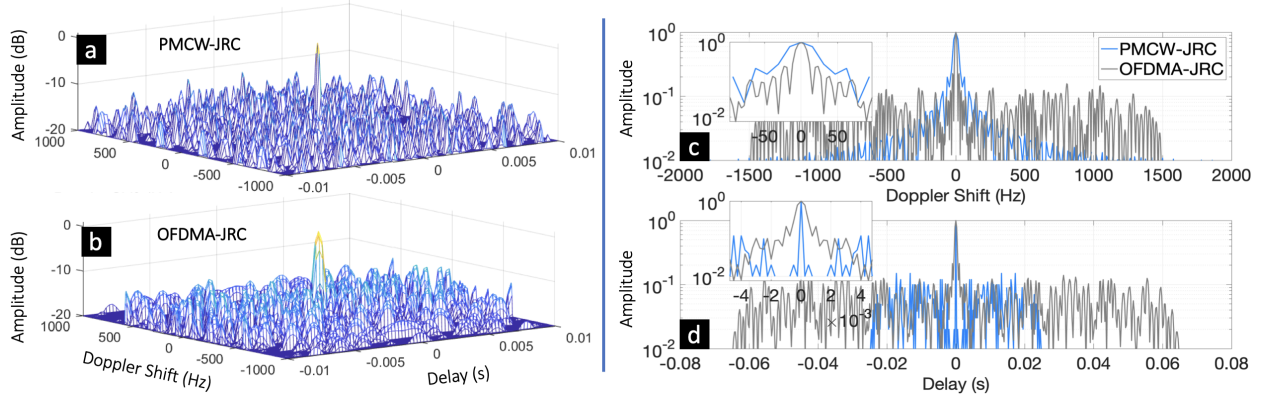 a
PMCW-JRC
Amplitude (dB)
0
-10
-20
1000
500
0
-500
-1000
-0.01
-0.005
0
0.005
0.01
b
OFDMA-JRC
Amplitude (dB)
0
-10
-20
1000
500
0
-500
-1000
-0.01
-0.005
0
0.005
0.01
Doppler Shift (Hz)
Delay (s)
c
PMCW-JRC
OFDMA-JRC
Amplitude
10^0
10^-1
10^-2
10^0
10^-2
-50 0 50
-2000 -1500 -1000 -500 0 500 1000 1500 2000
Doppler Shift (Hz)
d
Amplitude
10^0
10^-1
10^-2
10^0
10^-2
-4 -2 0 2 4
×10^-3
-0.08 -0.06 -0.04 -0.02 0 0.02 0.04 0.06 0.08
Delay (s)